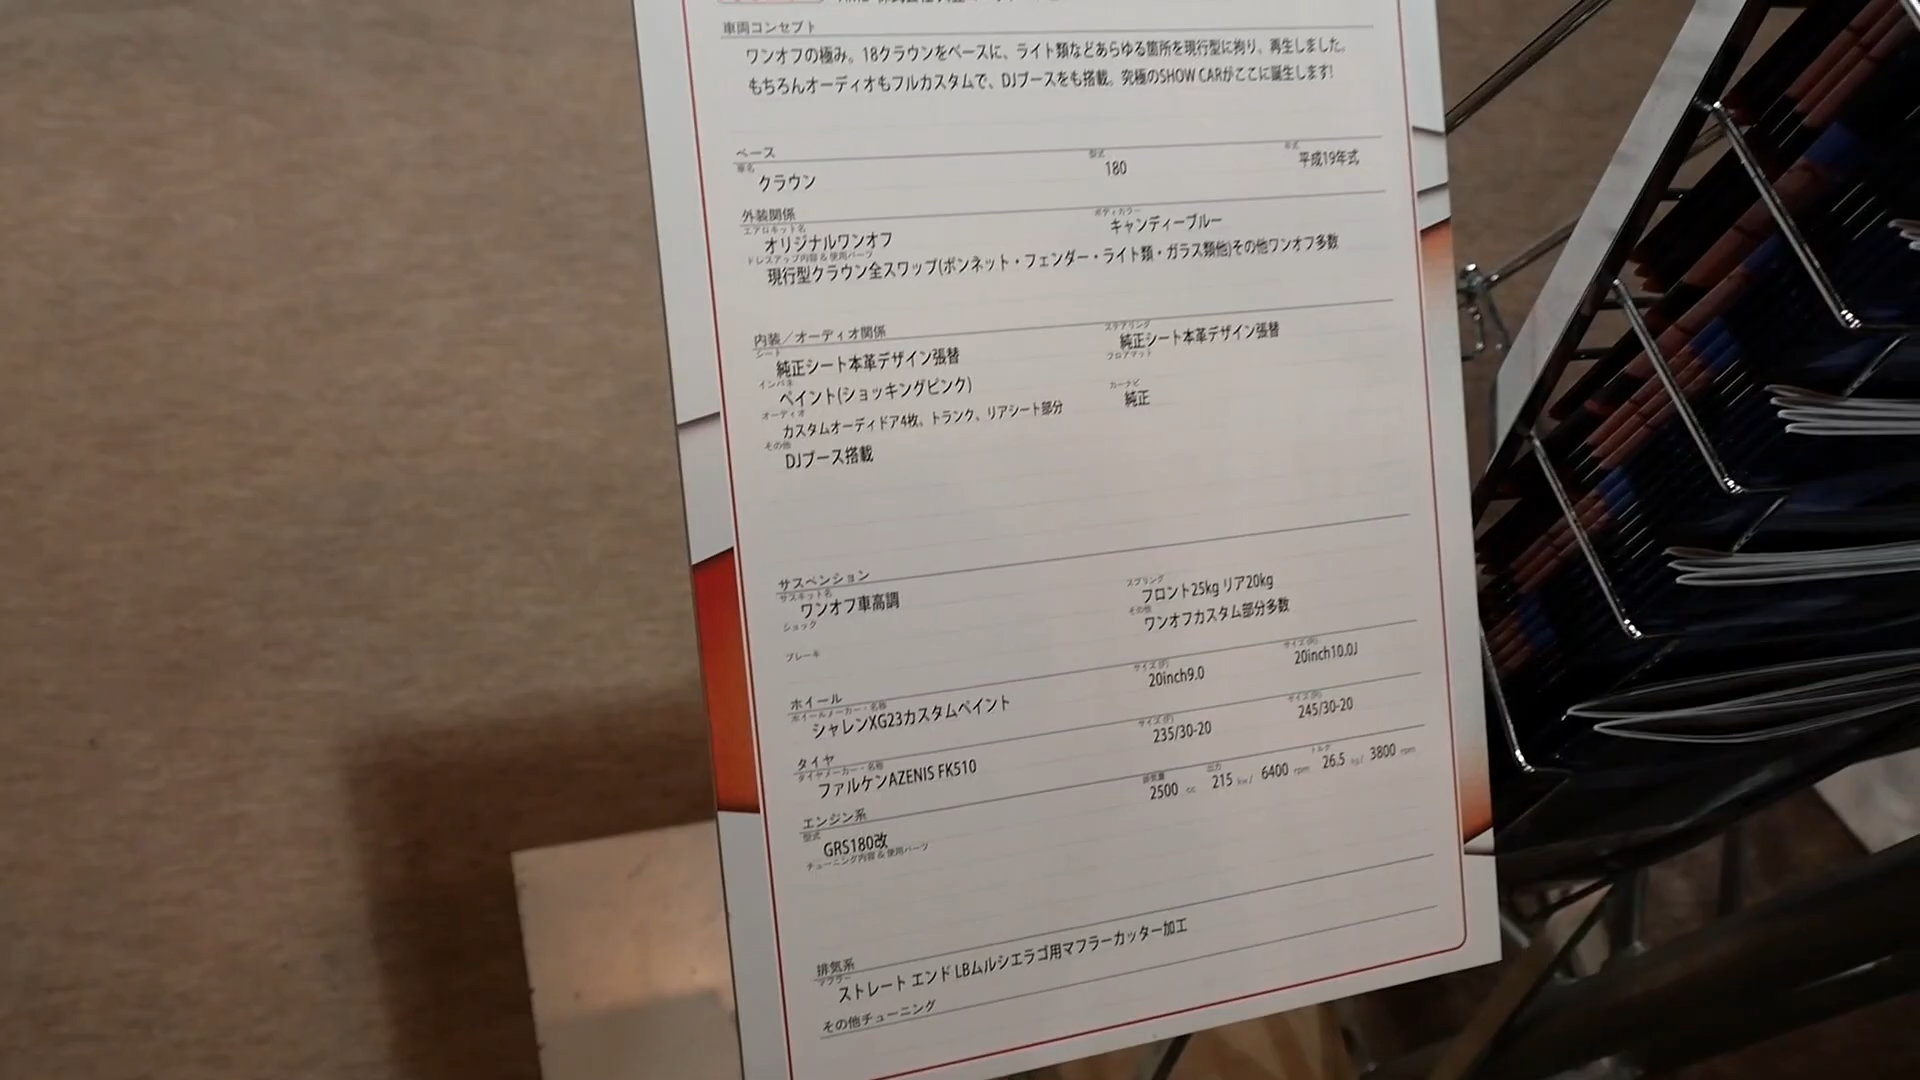 車両コンセプト
ワンオフの極み。18クラウンをベースに、ライト類などあらゆる箇所を現行型に拘り、再生しました。
もちろんオーディオもフルカスタムで、DJブースをも搭載。究極のSHOW CARがここに誕生します!
ベース
車名 型式 年式
クラウン 180 平成19年式
外装関係
エアロキット名 ボディカラー
オリジナルワンオフ キャンディーブルー
ドレスアップ内容&使用パーツ
現行型クラウン全スワップ(ボンネット・フェンダー・ライト類・ガラス類他)その他ワンオフ多数
内装/オーディオ関係
シート ステアリング
純正シート本革デザイン張替 純正シート本革デザイン張替
インパネ フロアマット
ペイント(ショッキングピンク)
オーディオ カーナビ
カスタムオーディドア4枚、トランク、リアシート部分 純正
その他
DJブース搭載
サスペンション
サスキット名 スプリング
ワンオフ車高調 フロント25kg リア20kg
ショック その他
ワンオフカスタム部分多数
ブレーキ
ホイール
ホイールメーカー・名称 サイズ(F) サイズ(R)
シャレンXG23カスタムペイント 20inch9.0 20inch10.0J
タイヤ
タイヤメーカー・名称 サイズ(F) サイズ(R)
ファルケンAZENIS FK510 235/30-20 245/30-20
エンジン系
型式 排気量 出力 トルク
GRS180改 2500 cc 215 kw/ 6400 rpm 26.5 kg/ 3800 rpm
チューニング内容&使用パーツ
排気系
マフラー
ストレート エンド LBムルシエラゴ用マフラーカッター加工
その他チューニング